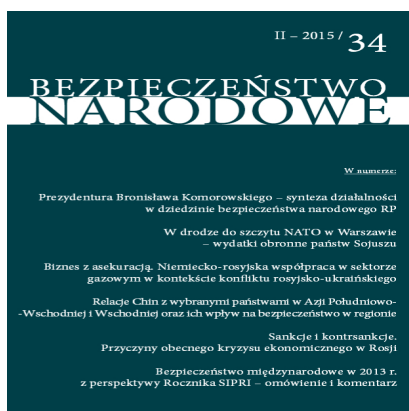 II – 2015 / 34
BEZPIECZEŃSTWO
NARODOWE
W numerze:
Prezydentura Bronisława Komorowskiego – synteza działalności
w dziedzinie bezpieczeństwa narodowego RP
W drodze do szczytu NATO w Warszawie
– wydatki obronne państw Sojuszu
Biznes z asekuracją. Niemiecko-rosyjska współpraca w sektorze
gazowym w kontekście konfliktu rosyjsko-ukraińskiego
Relacje Chin z wybranymi państwami w Azji Południowo-
-Wschodniej i Wschodniej oraz ich wpływ na bezpieczeństwo w regionie
Sankcje i kontrsankcje.
Przyczyny obecnego kryzysu ekonomicznego w Rosji
Bezpieczeństwo międzynarodowe w 2013 r.
z perspektywy Rocznika SIPRI – omówienie i komentarz